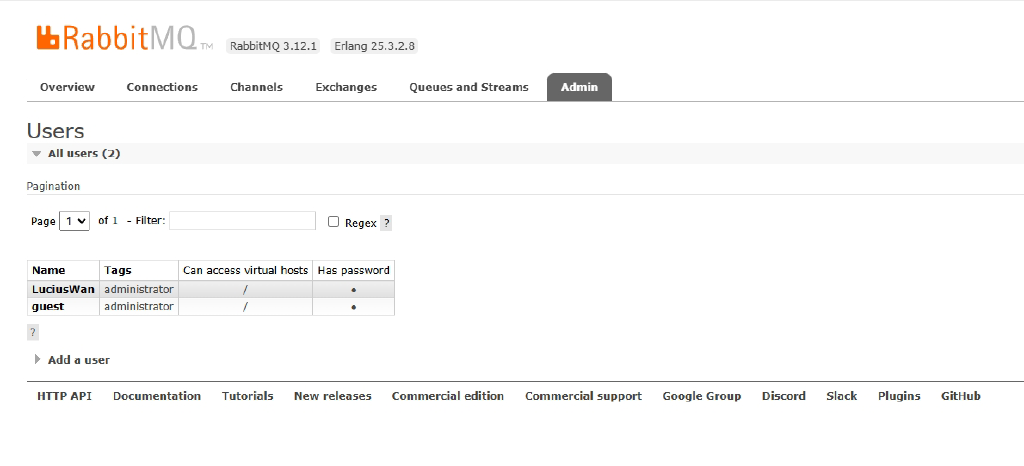 RabbitMQ TM RabbitMQ 3.12.1 Erlang 25.3.2.8
Overview Connections Channels Exchanges Queues and Streams Admin
Users
All users (2)
Pagination
Page 1 of 1 - Filter: Regex ?
Name Tags Can access virtual hosts Has password
LuciusWan administrator / •
guest administrator / •
?
Add a user
HTTP API Documentation Tutorials New releases Commercial edition Commercial support Google Group Discord Slack Plugins GitHub